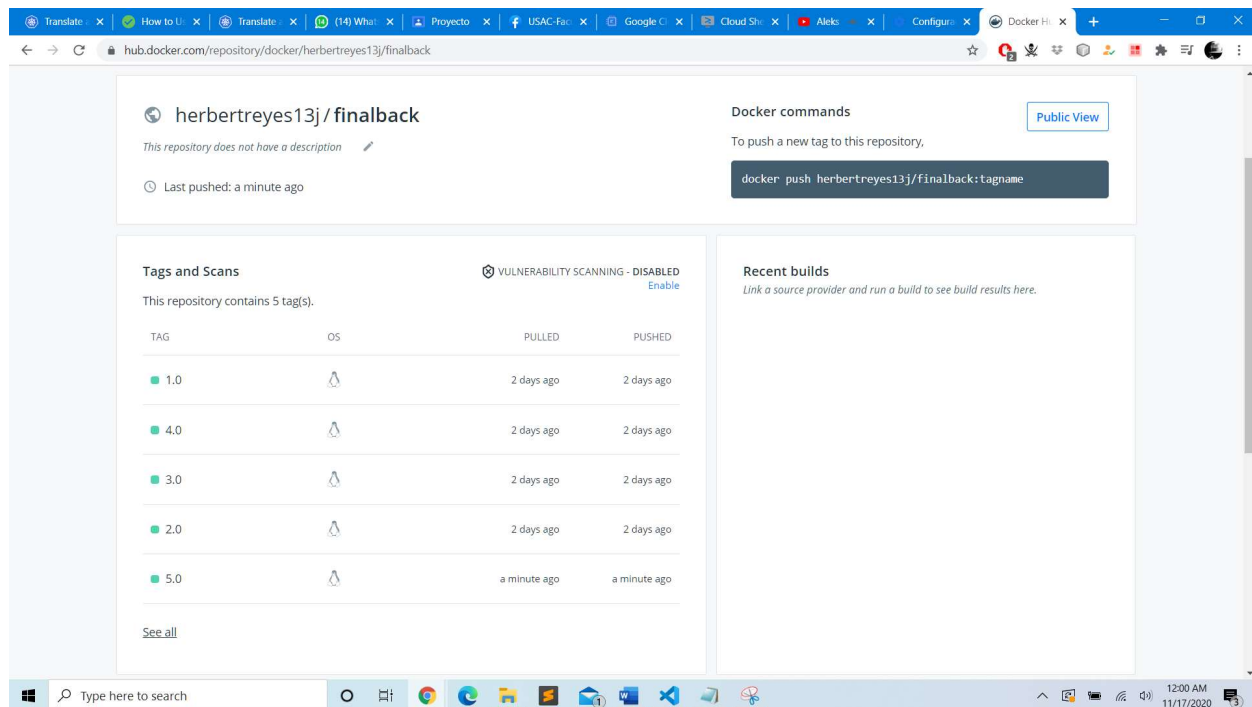 Translate a
How to Us
Translate a
(14) What
Proyecto
USAC-Fac
Google Cl
Cloud She
Aleks
Configura
Docker Hu
hub.docker.com/repository/docker/herbertreyes13j/finalback
2
herbertreyes13j / finalback
This repository does not have a description
Last pushed: a minute ago
Docker commands
Public View
To push a new tag to this repository,
docker push herbertreyes13j/finalback:tagname
Tags and Scans
VULNERABILITY SCANNING - DISABLED
Enable
This repository contains 5 tag(s).
TAG OS PULLED PUSHED
1.0 2 days ago 2 days ago
4.0 2 days ago 2 days ago
3.0 2 days ago 2 days ago
2.0 2 days ago 2 days ago
5.0 a minute ago a minute ago
See all
Recent builds
Link a source provider and run a build to see build results here.
Type here to search
12:00 AM
11/17/2020